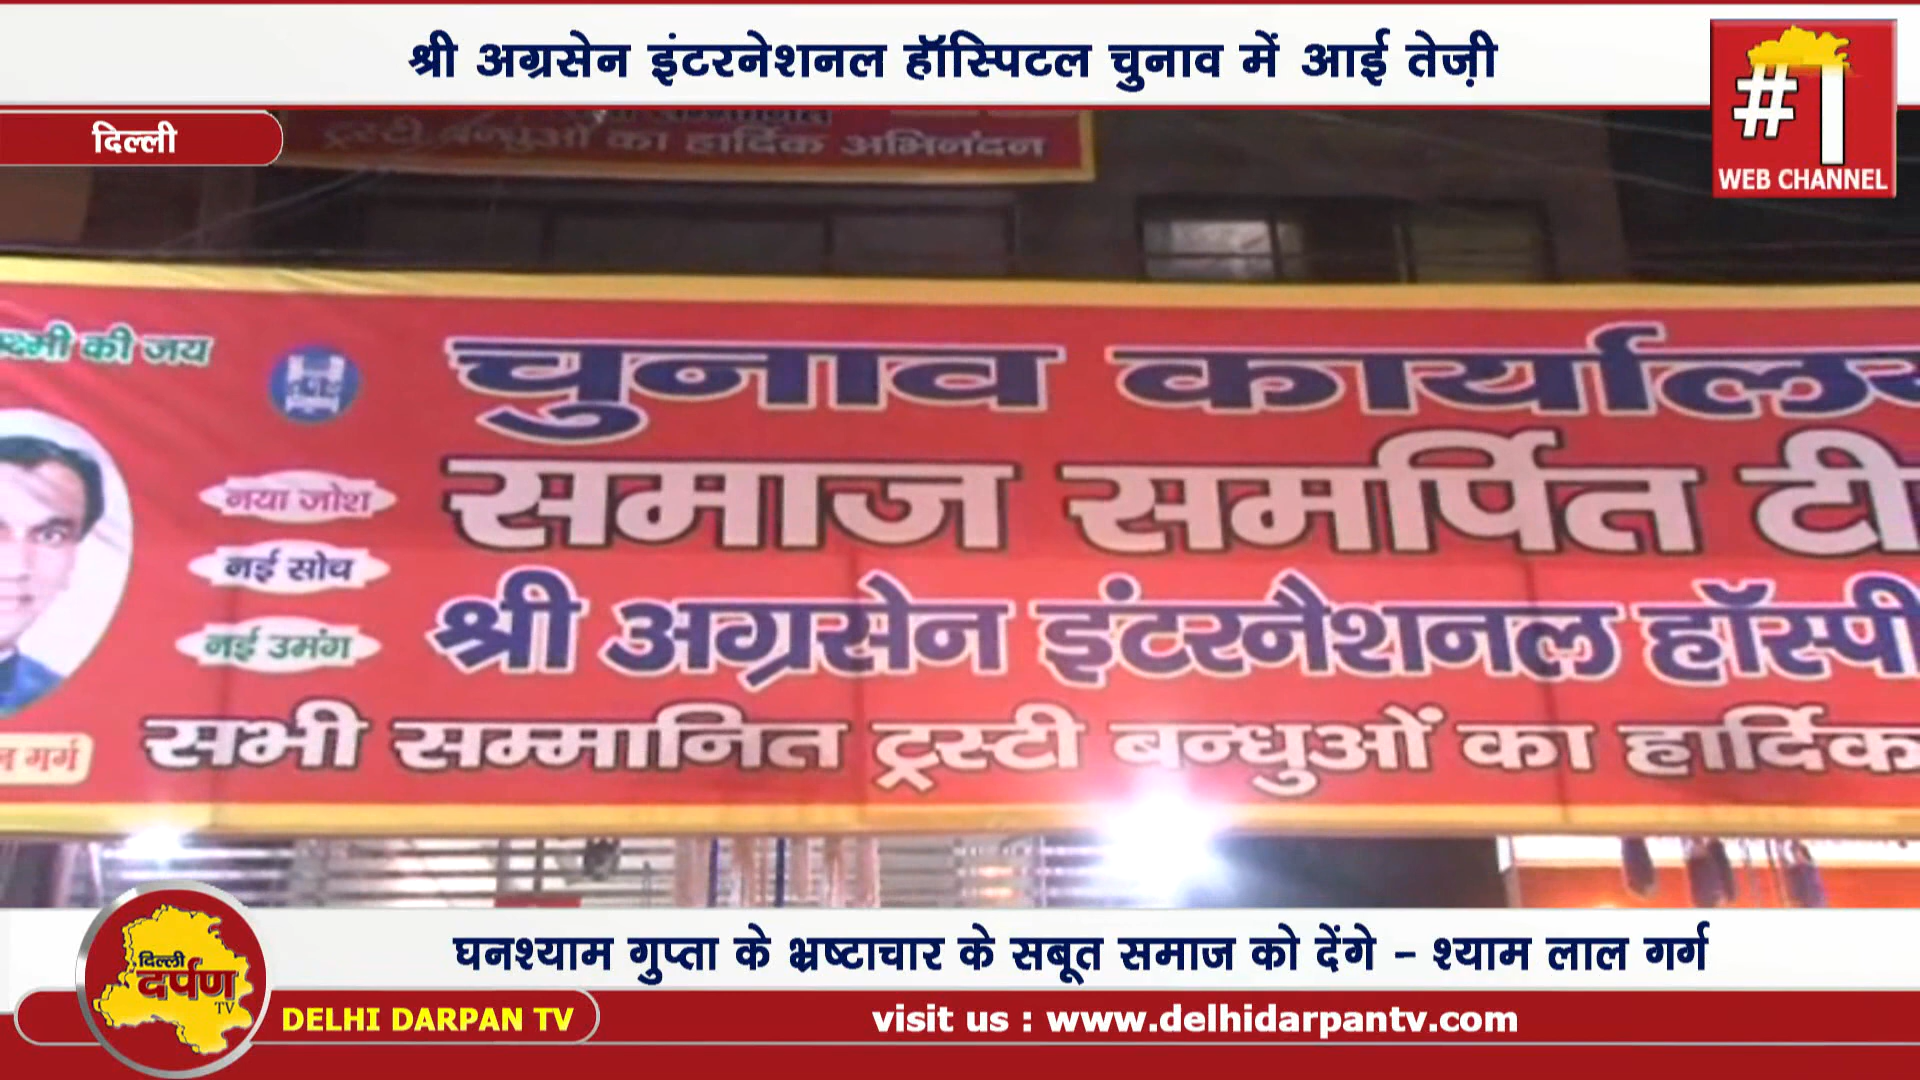 श्री अग्रसेन इंटरनेशनल हॉस्पिटल चुनाव में आई तेज़ी
#1
WEB CHANNEL
दिल्ली
ट्रस्टी बन्धुओं का हार्दिक अभिनंदन
की जय
चुनाव
समाज समर्पित
नया जोश
नई सोच
नई उमंग
श्री अग्रसेन इंटरनैशनल
गर्ग
सभी सम्मानित ट्रस्टी बन्धुओं का हार्दिक
घनश्याम गुप्ता के भ्रष्टाचार के सबूत समाज को देंगे - श्याम लाल गर्ग
दिल्ली
दर्पण
TV
DELHI DARPAN TV
visit us : www.delhidarpantv.com